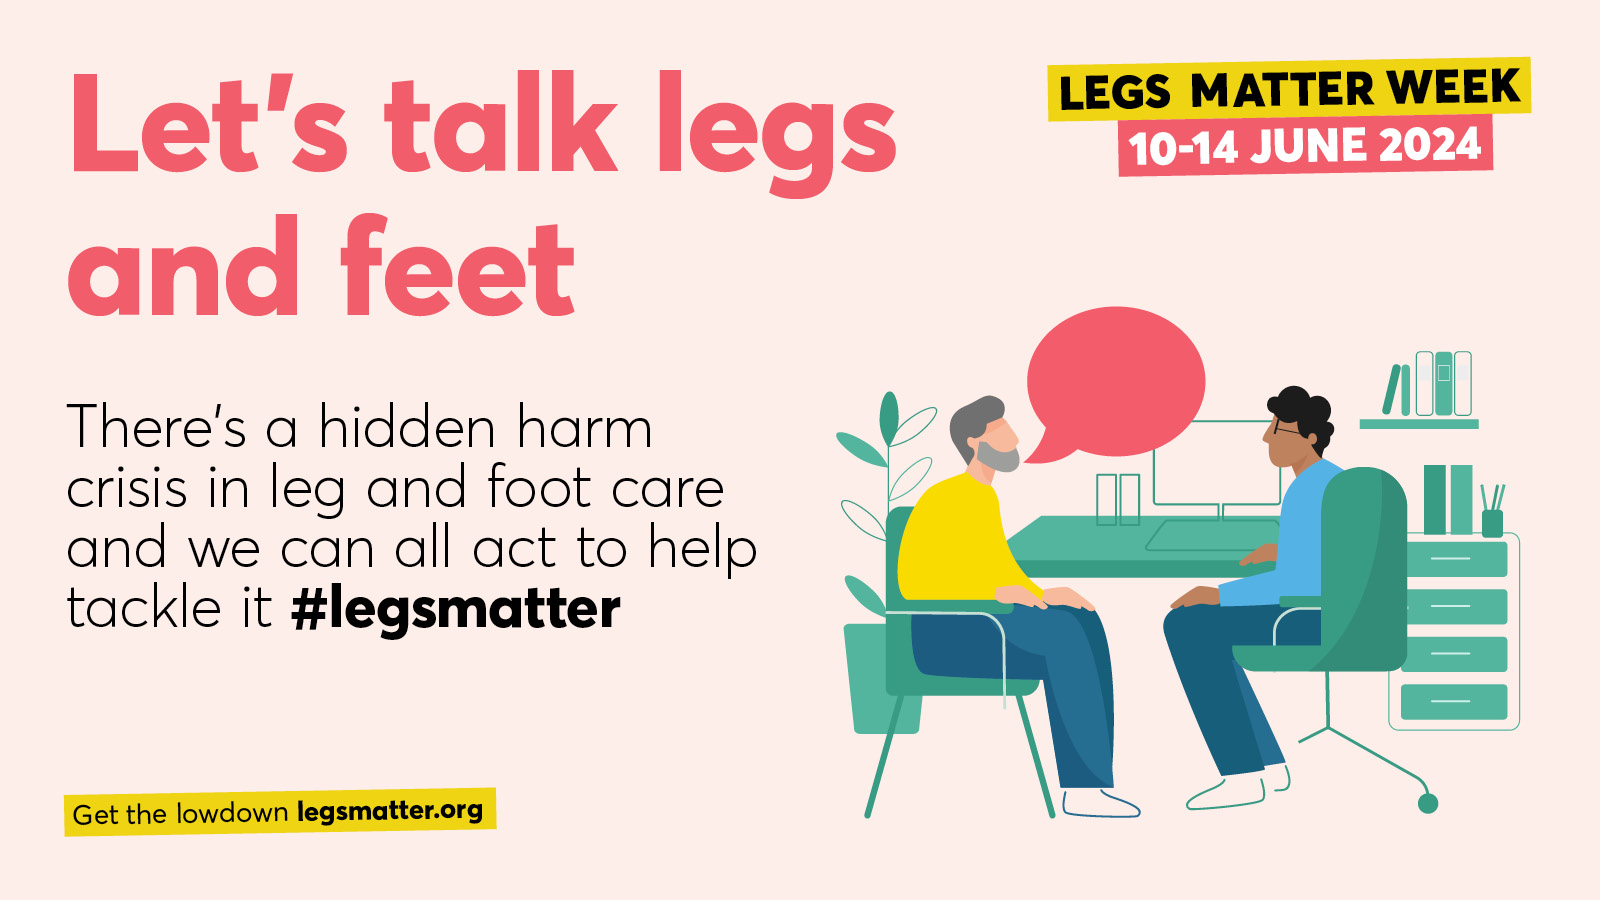 Let's talk legs
and feet
LEGS MATTER WEEK
10-14 JUNE 2024
There's a hidden harm
crisis in leg and foot care
and we can all act to help
tackle it #legsmatter
Get the lowdown legsmatter.org